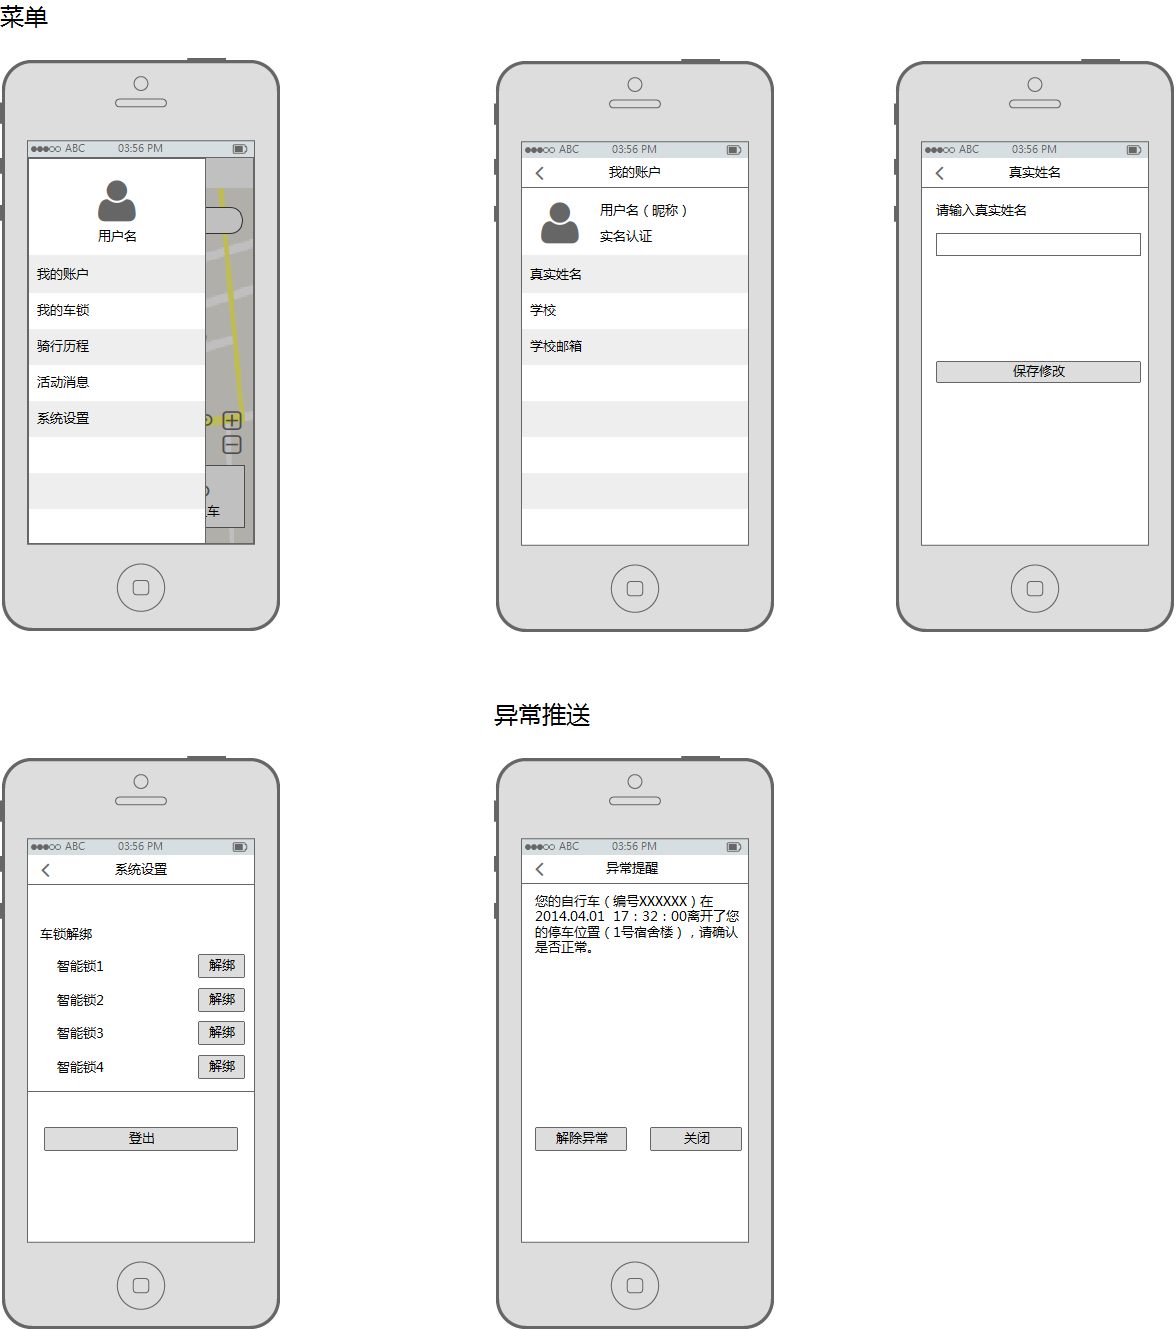 菜单
ABC 03:56 PM
用户名
我的账户
我的车锁
骑行历程
活动消息
系统设置
车
ABC 03:56 PM
我的账户
用户名（昵称）
实名认证
真实姓名
学校
学校邮箱
ABC 03:56 PM
真实姓名
请输入真实姓名
保存修改
ABC 03:56 PM
系统设置
车锁解绑
智能锁1 解绑
智能锁2 解绑
智能锁3 解绑
智能锁4 解绑
登出
异常推送
ABC 03:56 PM
异常提醒
您的自行车（编号XXXXXX）在
2014.04.01 17：32：00离开了您
的停车位置（1号宿舍楼），请确认
是否正常。
解除异常 关闭